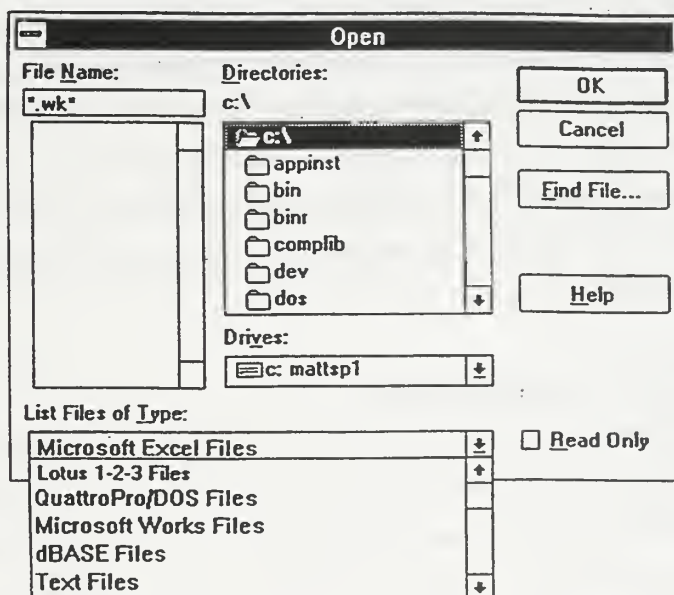 Open
File Name:
*.wk*
Directories:
c:\
c:\
appinst
bin
binr
complib
dev
dos
Drives:
c: mattsp1
OK
Cancel
Find File...
Help
Read Only
List Files of Type:
Microsoft Excel Files
Lotus 1-2-3 Files
QuattroPro/DOS Files
Microsoft Works Files
dBASE Files
Text Files